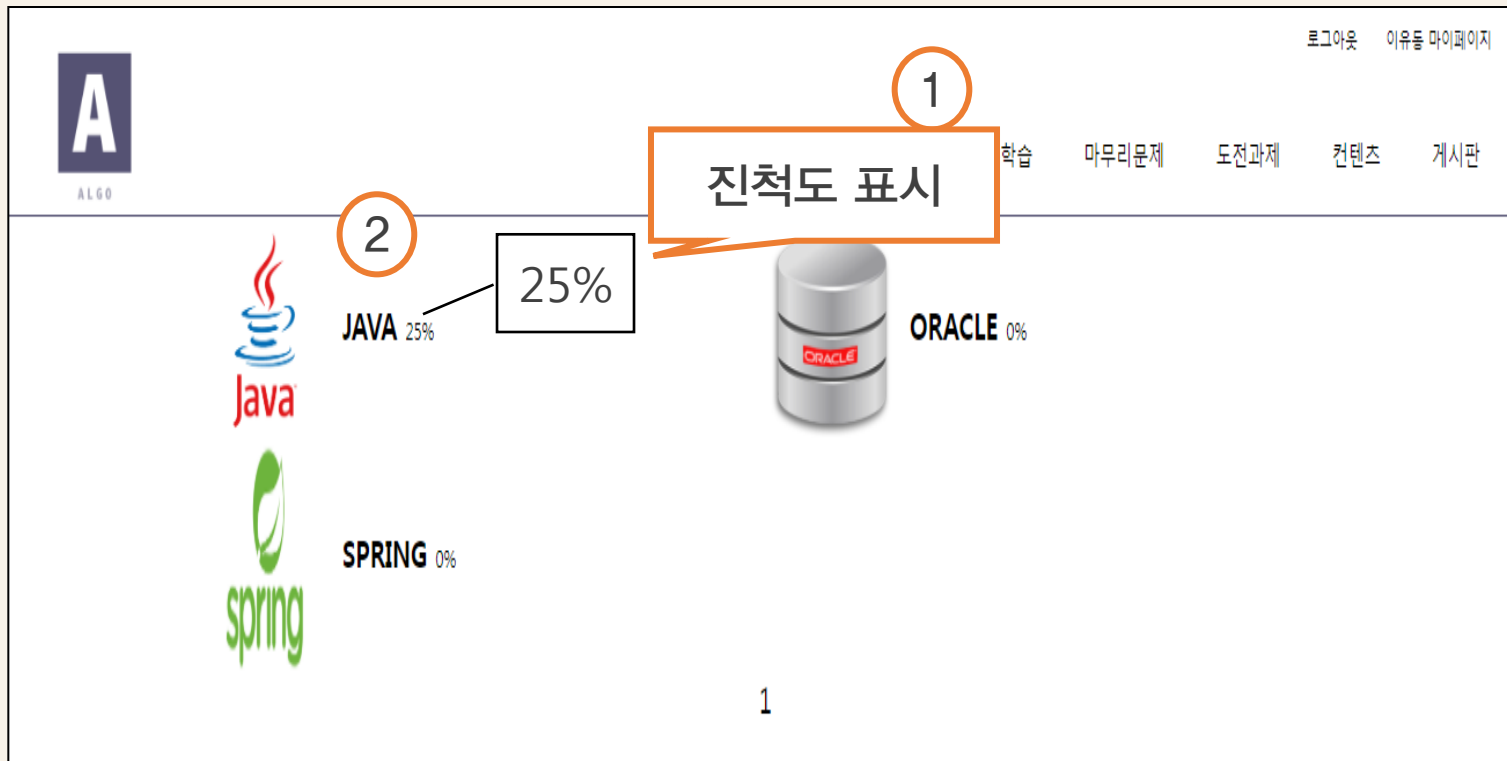 로그아웃 이유동 마이페이지
A
ALGO
1
진척도 표시
학습 마무리문제 도전과제 컨텐츠 게시판
2
25%
Java
JAVA 25%
ORACLE
ORACLE 0%
spring
SPRING 0%
1